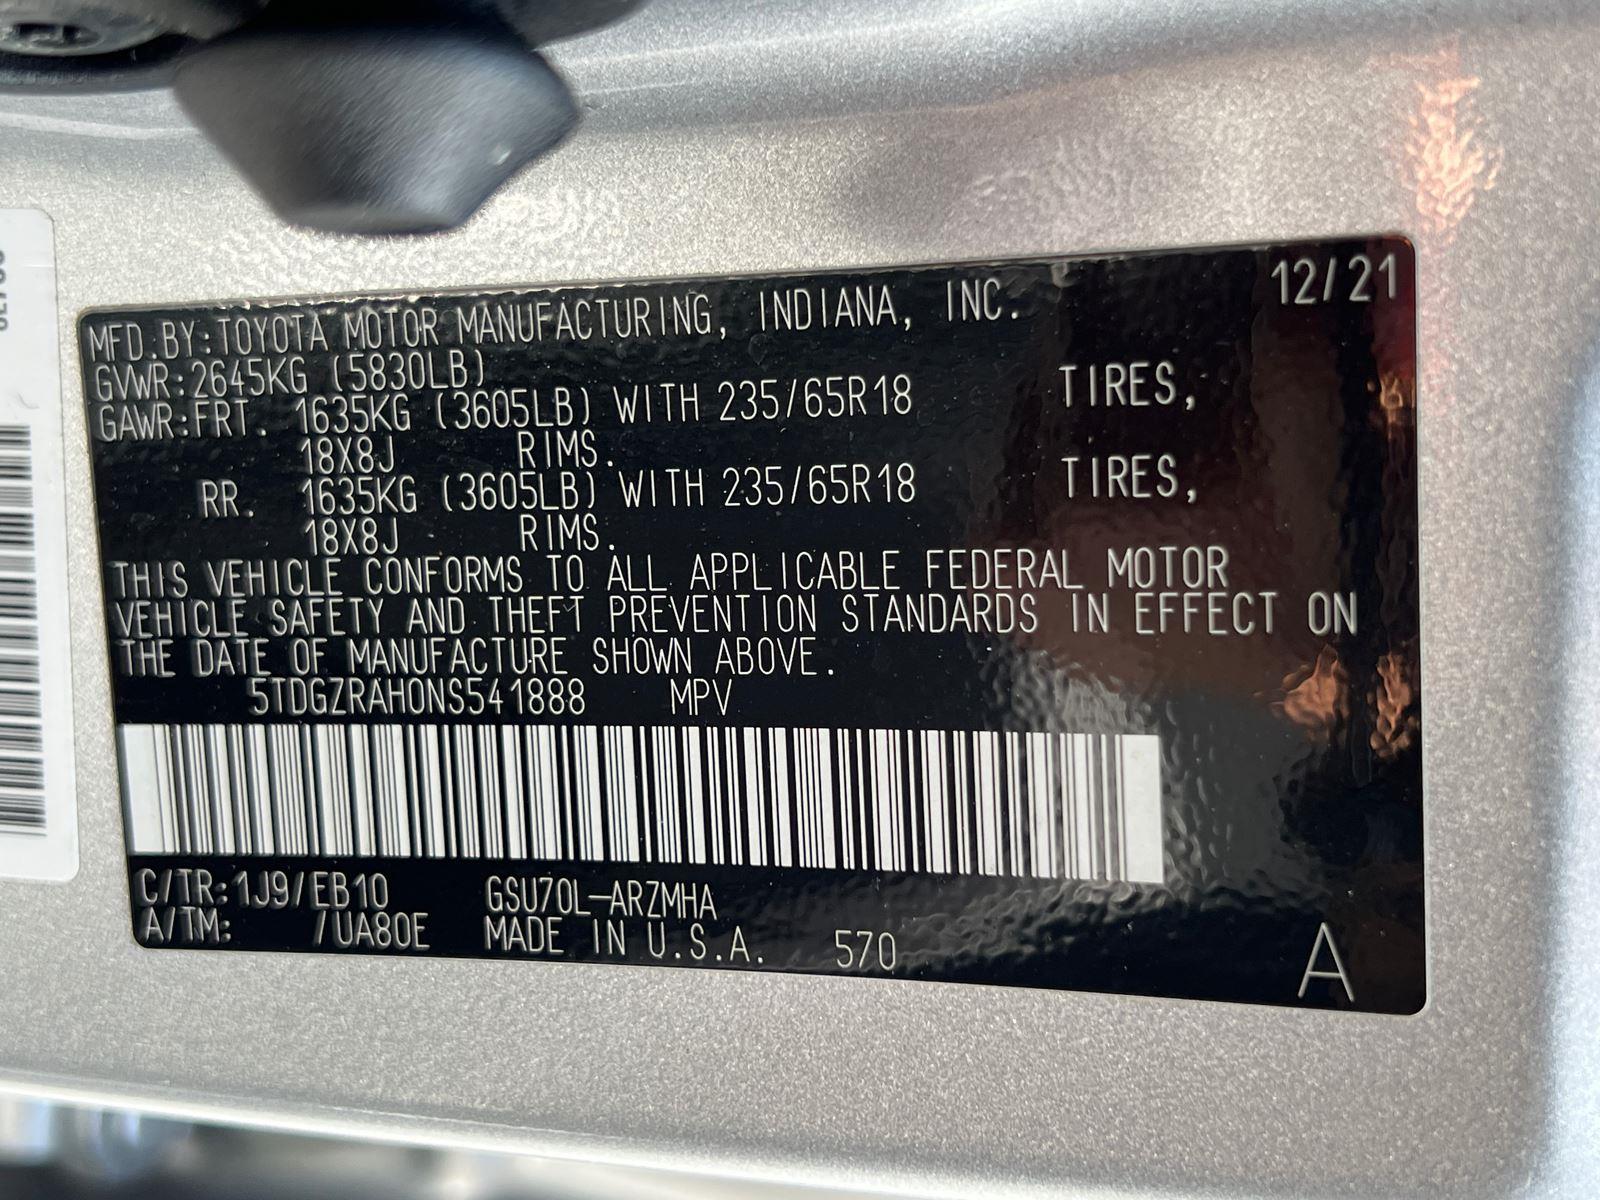 12/21
MFD.BY:TOYOTA MOTOR MANUFACTURING, INDIANA, INC.
GVWR:2645KG (5830LB)
GAWR:FRT. 1635KG (3605LB) WITH 235/65R18 TIRES,
18X8J RIMS.
RR. 1635KG (3605LB) WITH 235/65R18 TIRES,
18X8J RIMS.
THIS VEHICLE CONFORMS TO ALL APPLICABLE FEDERAL MOTOR
VEHICLE SAFETY AND THEFT PREVENTION STANDARDS IN EFFECT ON
THE DATE OF MANUFACTURE SHOWN ABOVE.
5TDGZRAH0NS541888 MPV
C/TR:1J9/EB10 GSU70L-ARZMHA
A/TM: /UA80E MADE IN U.S.A. 570
A